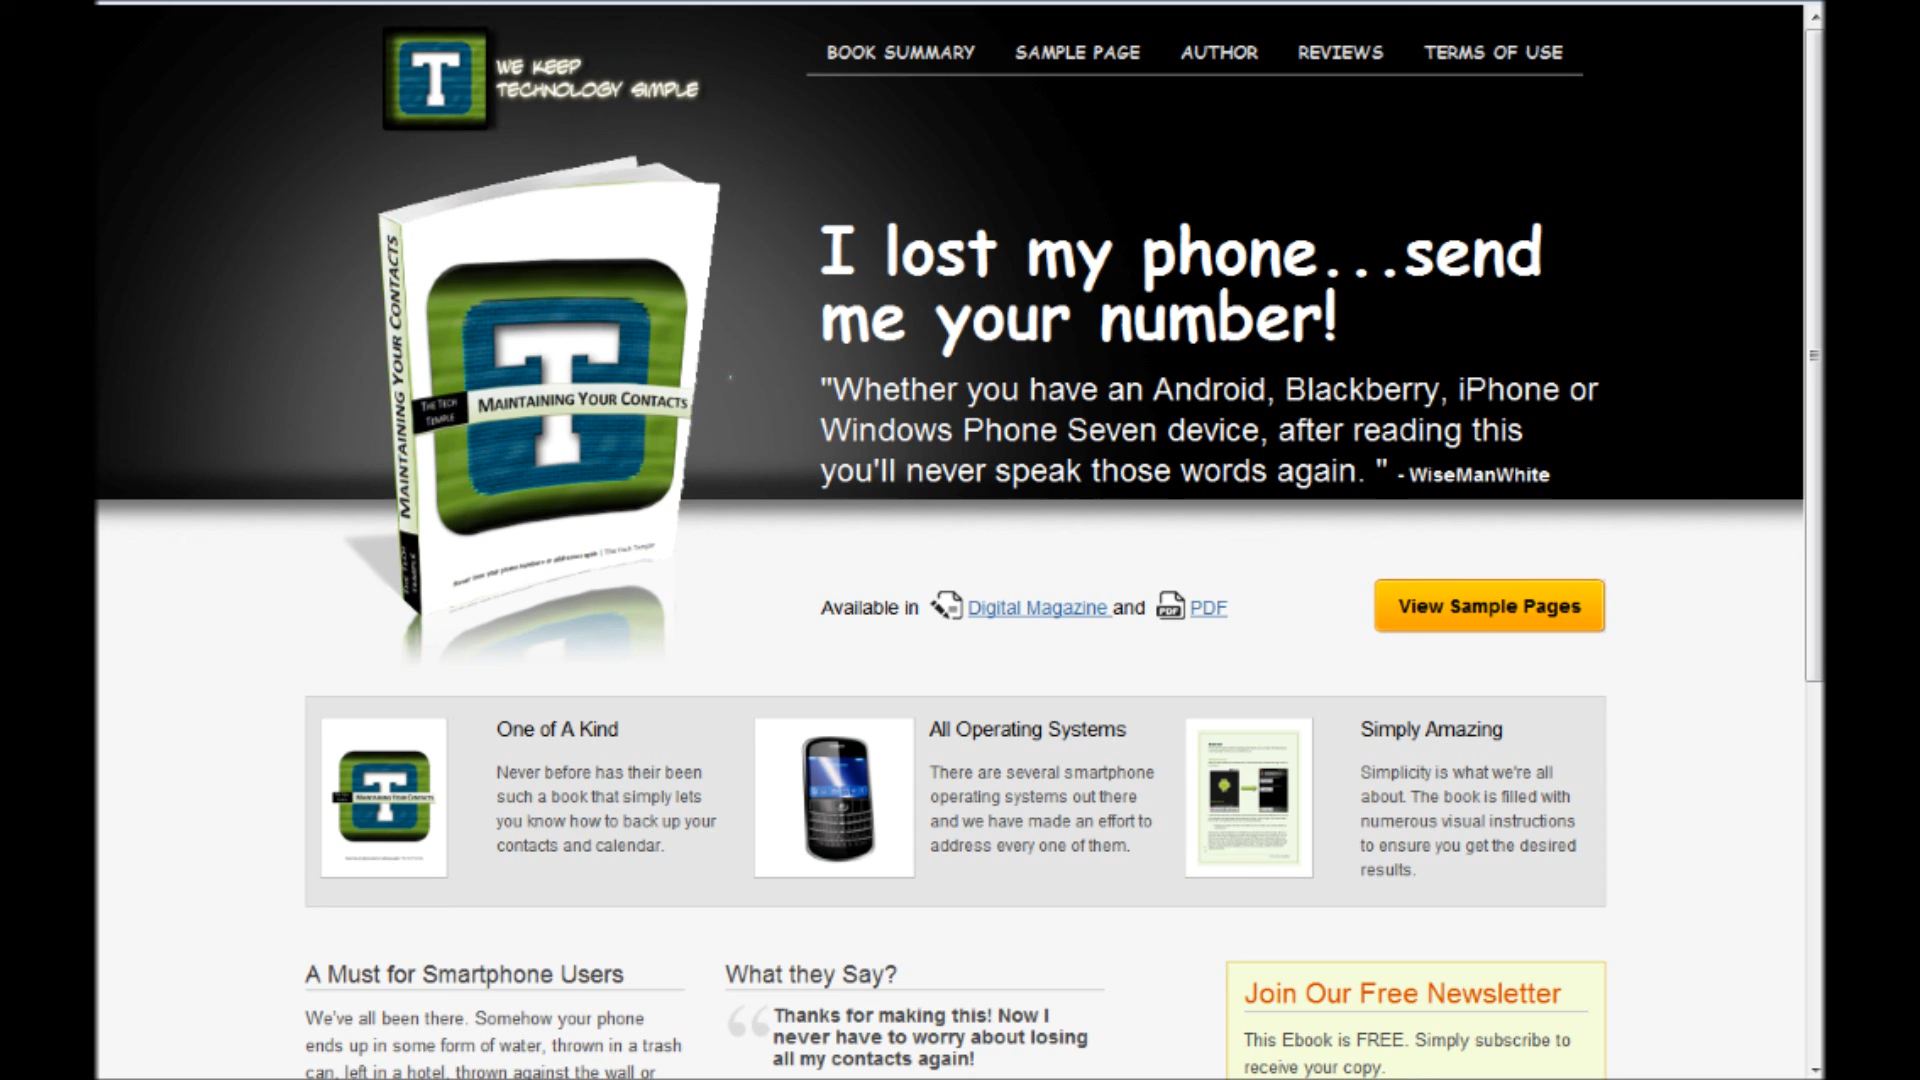 T
WE KEEP
TECHNOLOGY SIMPLE
BOOK SUMMARY SAMPLE PAGE AUTHOR REVIEWS TERMS OF USE
MAINTAINING YOUR CONTACTS
THE TECH
TEMPLE
T
THE TECH
TEMPLE
MAINTAINING YOUR CONTACTS
I lost my phone...send
me your number!
"Whether you have an Android, Blackberry, iPhone or
Windows Phone Seven device, after reading this
you'll never speak those words again. " - WiseManWhite
Available in Digital Magazine and PDF
View Sample Pages
T
MAINTAINING YOUR CONTACTS
One of A Kind
Never before has their been
such a book that simply lets
you know how to back up your
contacts and calendar.
All Operating Systems
There are several smartphone
operating systems out there
and we have made an effort to
address every one of them.
Simply Amazing
Simplicity is what we're all
about. The book is filled with
numerous visual instructions
to ensure you get the desired
results.
A Must for Smartphone Users
We've all been there. Somehow your phone
ends up in some form of water, thrown in a trash
can, left in a hotel, thrown against the wall or
What they Say?
Thanks for making this! Now I
never have to worry about losing
all my contacts again!
Join Our Free Newsletter
This Ebook is FREE. Simply subscribe to
receive your copy.